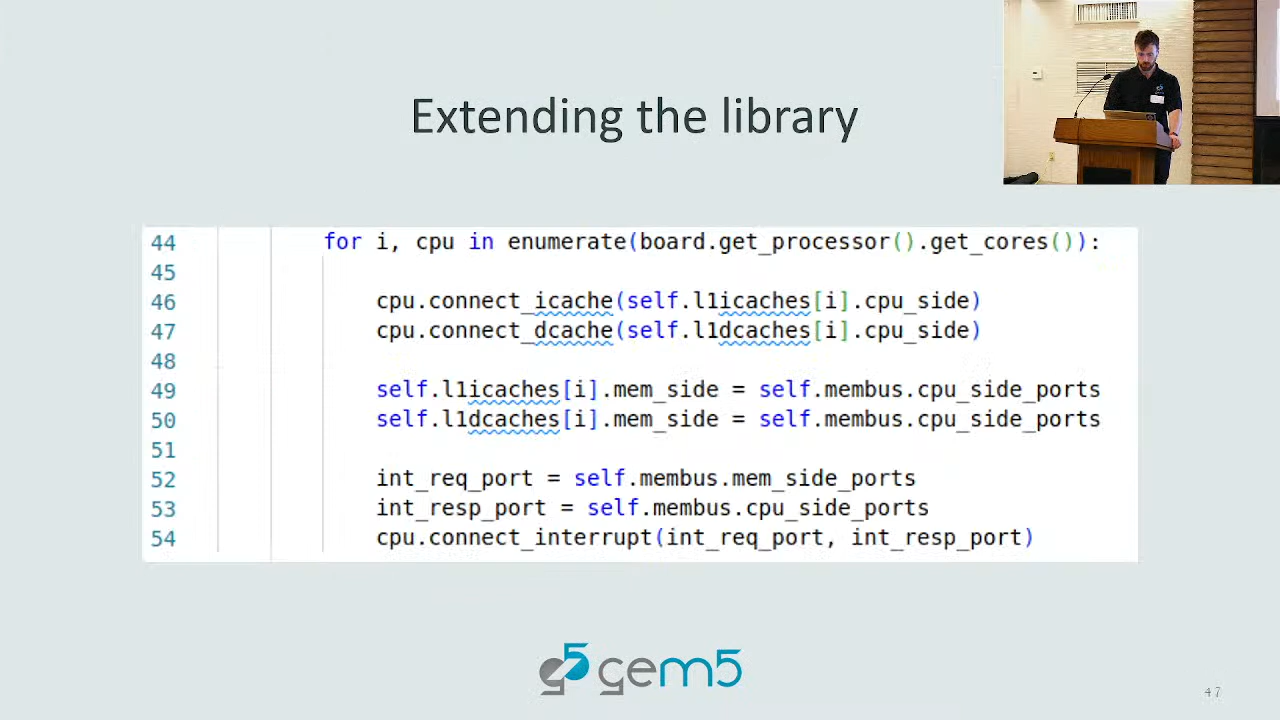 Extending the library
44 for i, cpu in enumerate(board.get_processor().get_cores()):
45
46 cpu.connect_icache(self.l1icaches[i].cpu_side)
47 cpu.connect_dcache(self.l1dcaches[i].cpu_side)
48
49 self.l1icaches[i].mem_side = self.membus.cpu_side_ports
50 self.l1dcaches[i].mem_side = self.membus.cpu_side_ports
51
52 int_req_port = self.membus.mem_side_ports
53 int_resp_port = self.membus.cpu_side_ports
54 cpu.connect_interrupt(int_req_port, int_resp_port)
g5 gem5
47